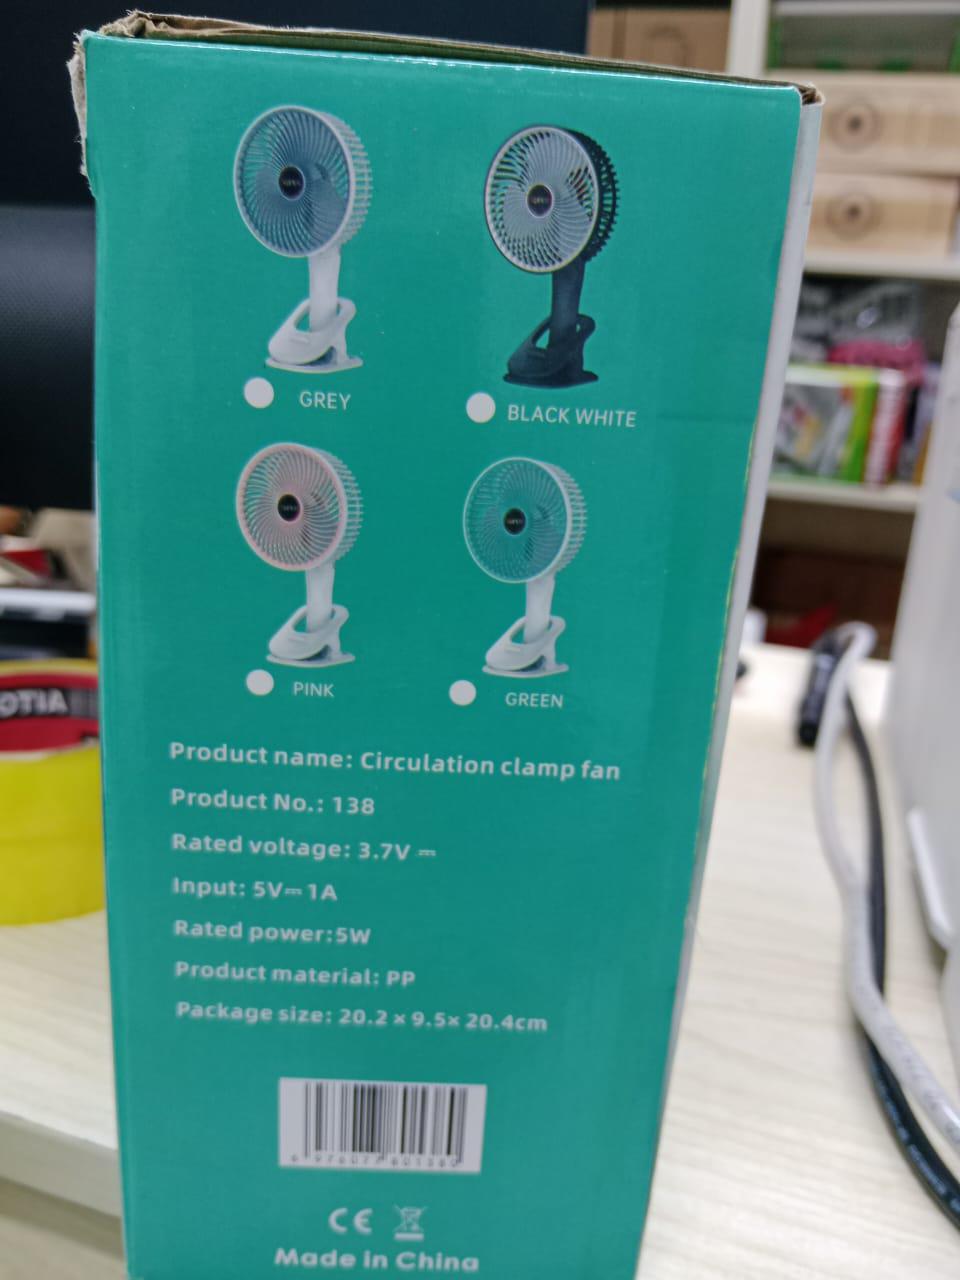 GREY
BLACK WHITE
PINK
GREEN
Product name: Circulation clamp fan
Product No.: 138
Rated voltage: 3.7V ⎓
Input: 5V⎓1A
Rated power:5W
Product material: PP
Package size: 20.2 × 9.5× 20.4cm
CE
Made in China
OTIA